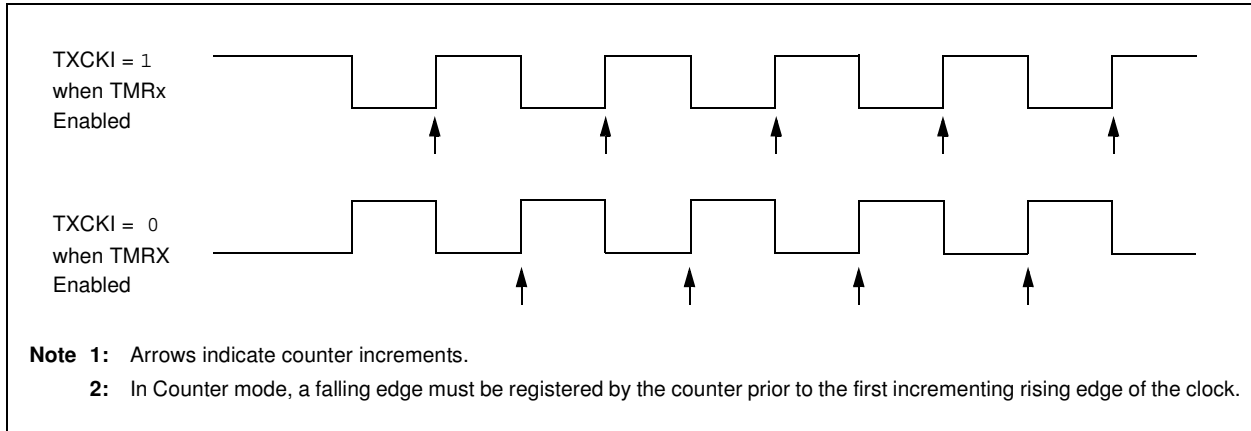 TXCKI = 1
when TMRx
Enabled
TXCKI = 0
when TMRX
Enabled
Note 1: Arrows indicate counter increments.
2: In Counter mode, a falling edge must be registered by the counter prior to the first incrementing rising edge of the clock.